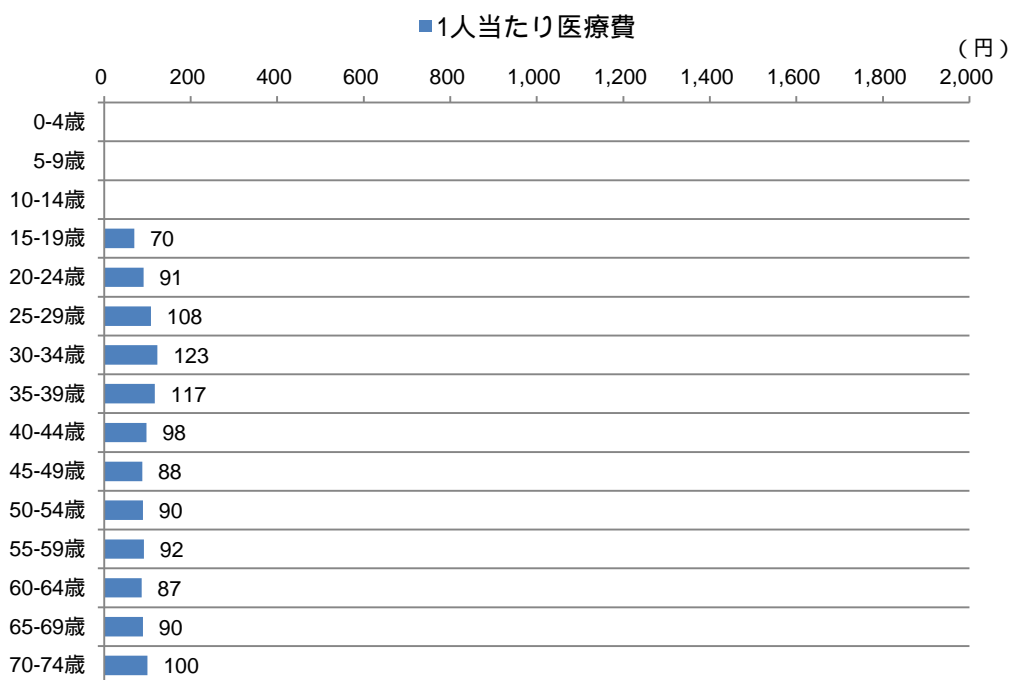 1人当たり医療費
（円）
0 200 400 600 800 1,000 1,200 1,400 1,600 1,800 2,000
0-4歳
5-9歳
10-14歳
15-19歳 70
20-24歳 91
25-29歳 108
30-34歳 123
35-39歳 117
40-44歳 98
45-49歳 88
50-54歳 90
55-59歳 92
60-64歳 87
65-69歳 90
70-74歳 100